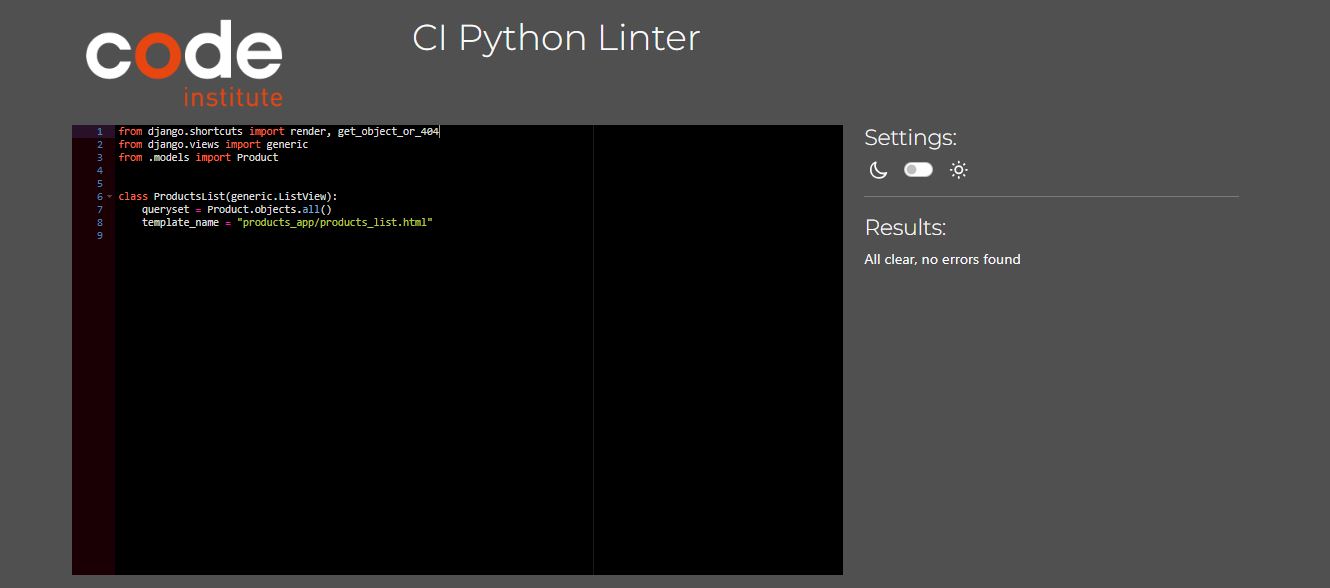 code
institute
CI Python Linter
1 from django.shortcuts import render, get_object_or_404
2 from django.views import generic
3 from .models import Product
4
5
6 class ProductsList(generic.ListView):
7     queryset = Product.objects.all()
8     template_name = "products_app/products_list.html"
9
Settings:
Results:
All clear, no errors found